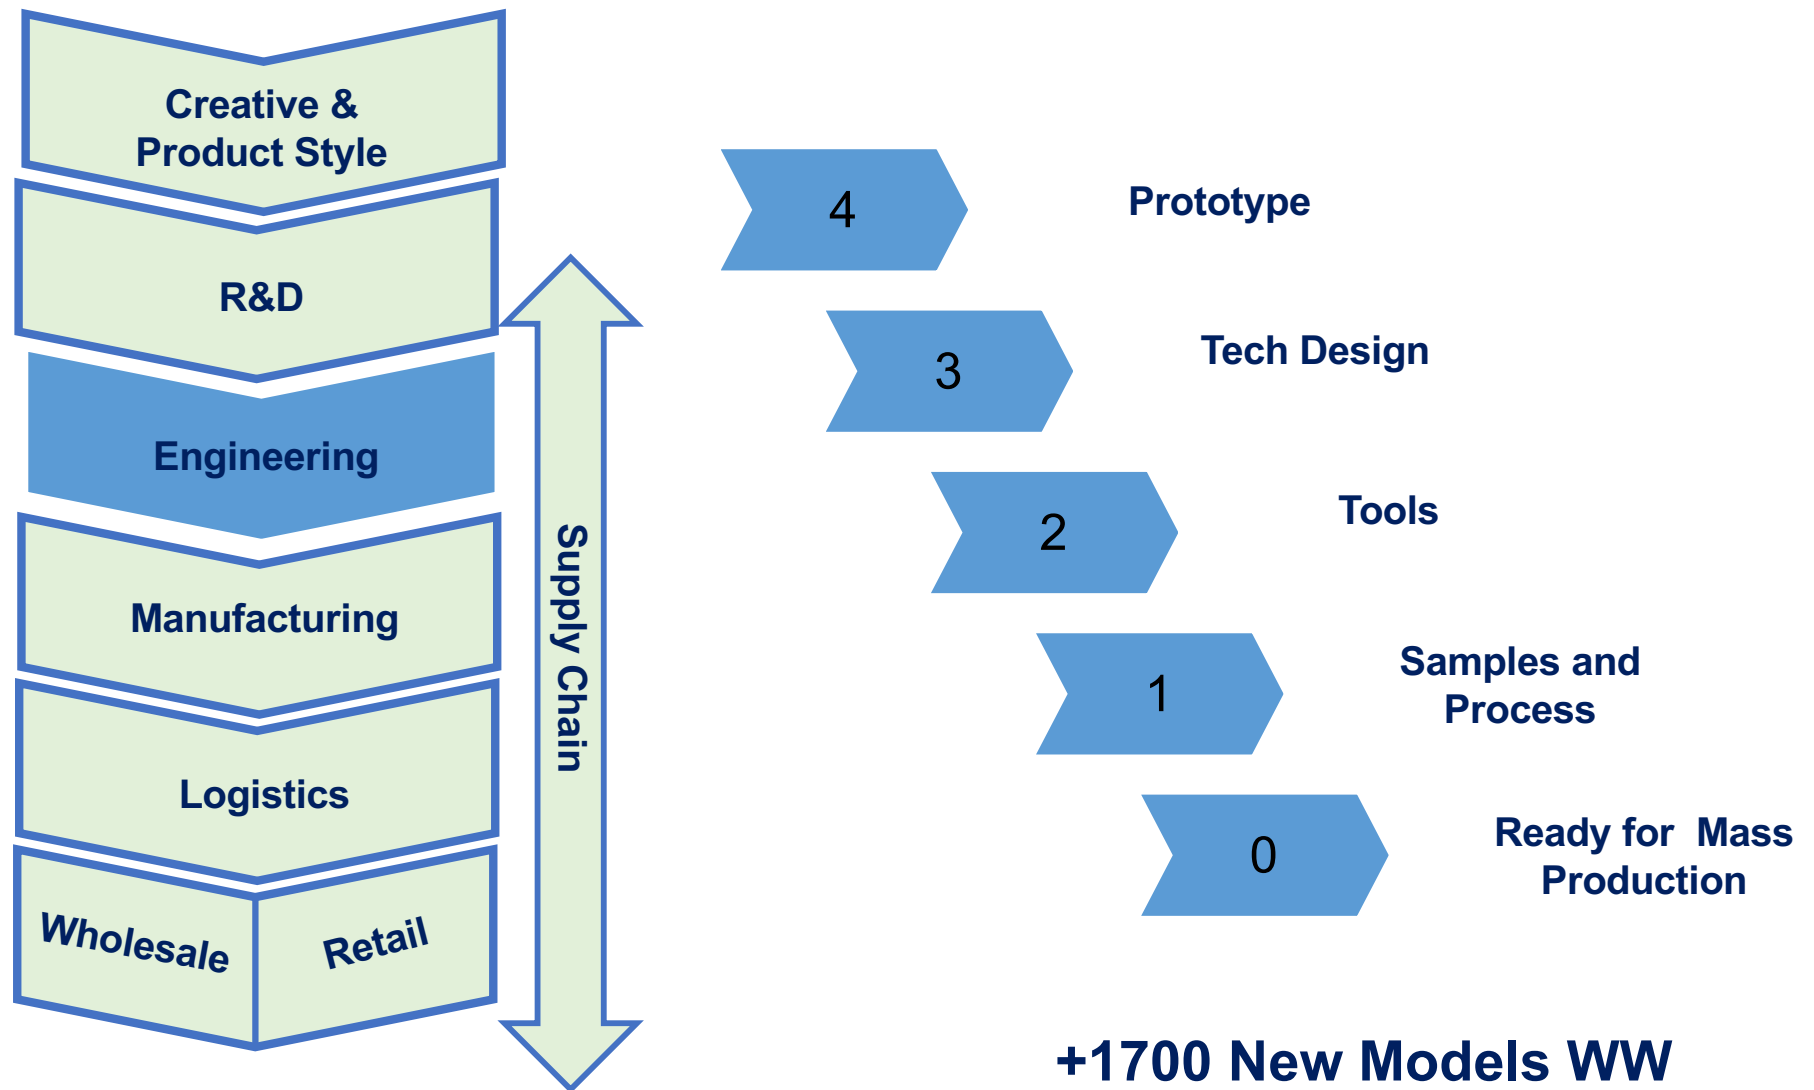 Creative &
Product Style
R&D
Engineering
Manufacturing
Logistics
Wholesale
Retail
Supply Chain
4
Prototype
3
Tech Design
2
Tools
1
Samples and
Process
0
Ready for  Mass
Production
+1700 New Models WW